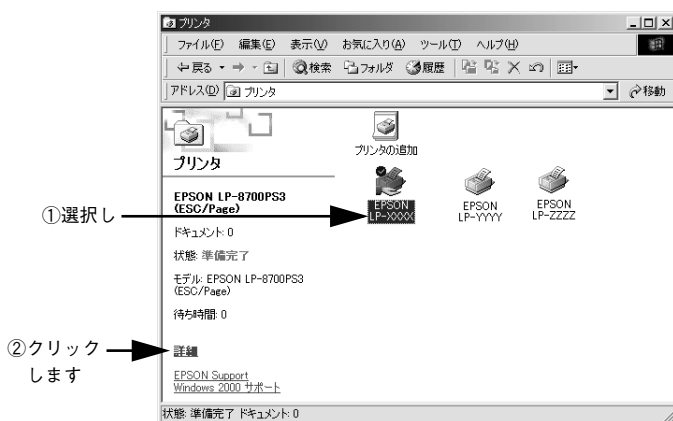 プリンタ
ファイル(F) 編集(E) 表示(V) お気に入り(A) ツール(T) ヘルプ(H)
戻る 検索 フォルダ 履歴
アドレス(D) プリンタ 移動
プリンタ
プリンタの追加
EPSON LP-XXXX
EPSON LP-YYYY
EPSON LP-ZZZZ
EPSON LP-8700PS3
(ESC/Page)
①選択し
ドキュメント: 0
状態: 準備完了
モデル: EPSON LP-8700PS3
(ESC/Page)
待ち時間: 0
②クリック
します
詳細
EPSON Support
Windows 2000 サポート
状態: 準備完了 ドキュメント: 0